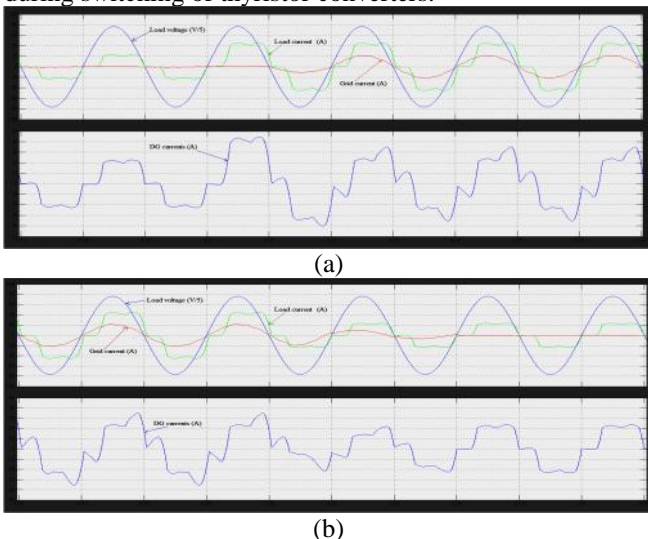 during switching of thyristor converters.
Load voltage (V/5)
Load current (A)
Grid current (A)
DG currents (A)
(a)
Load voltage (V/5)
Load current (A)
Grid current (A)
DG currents (A)
(b)